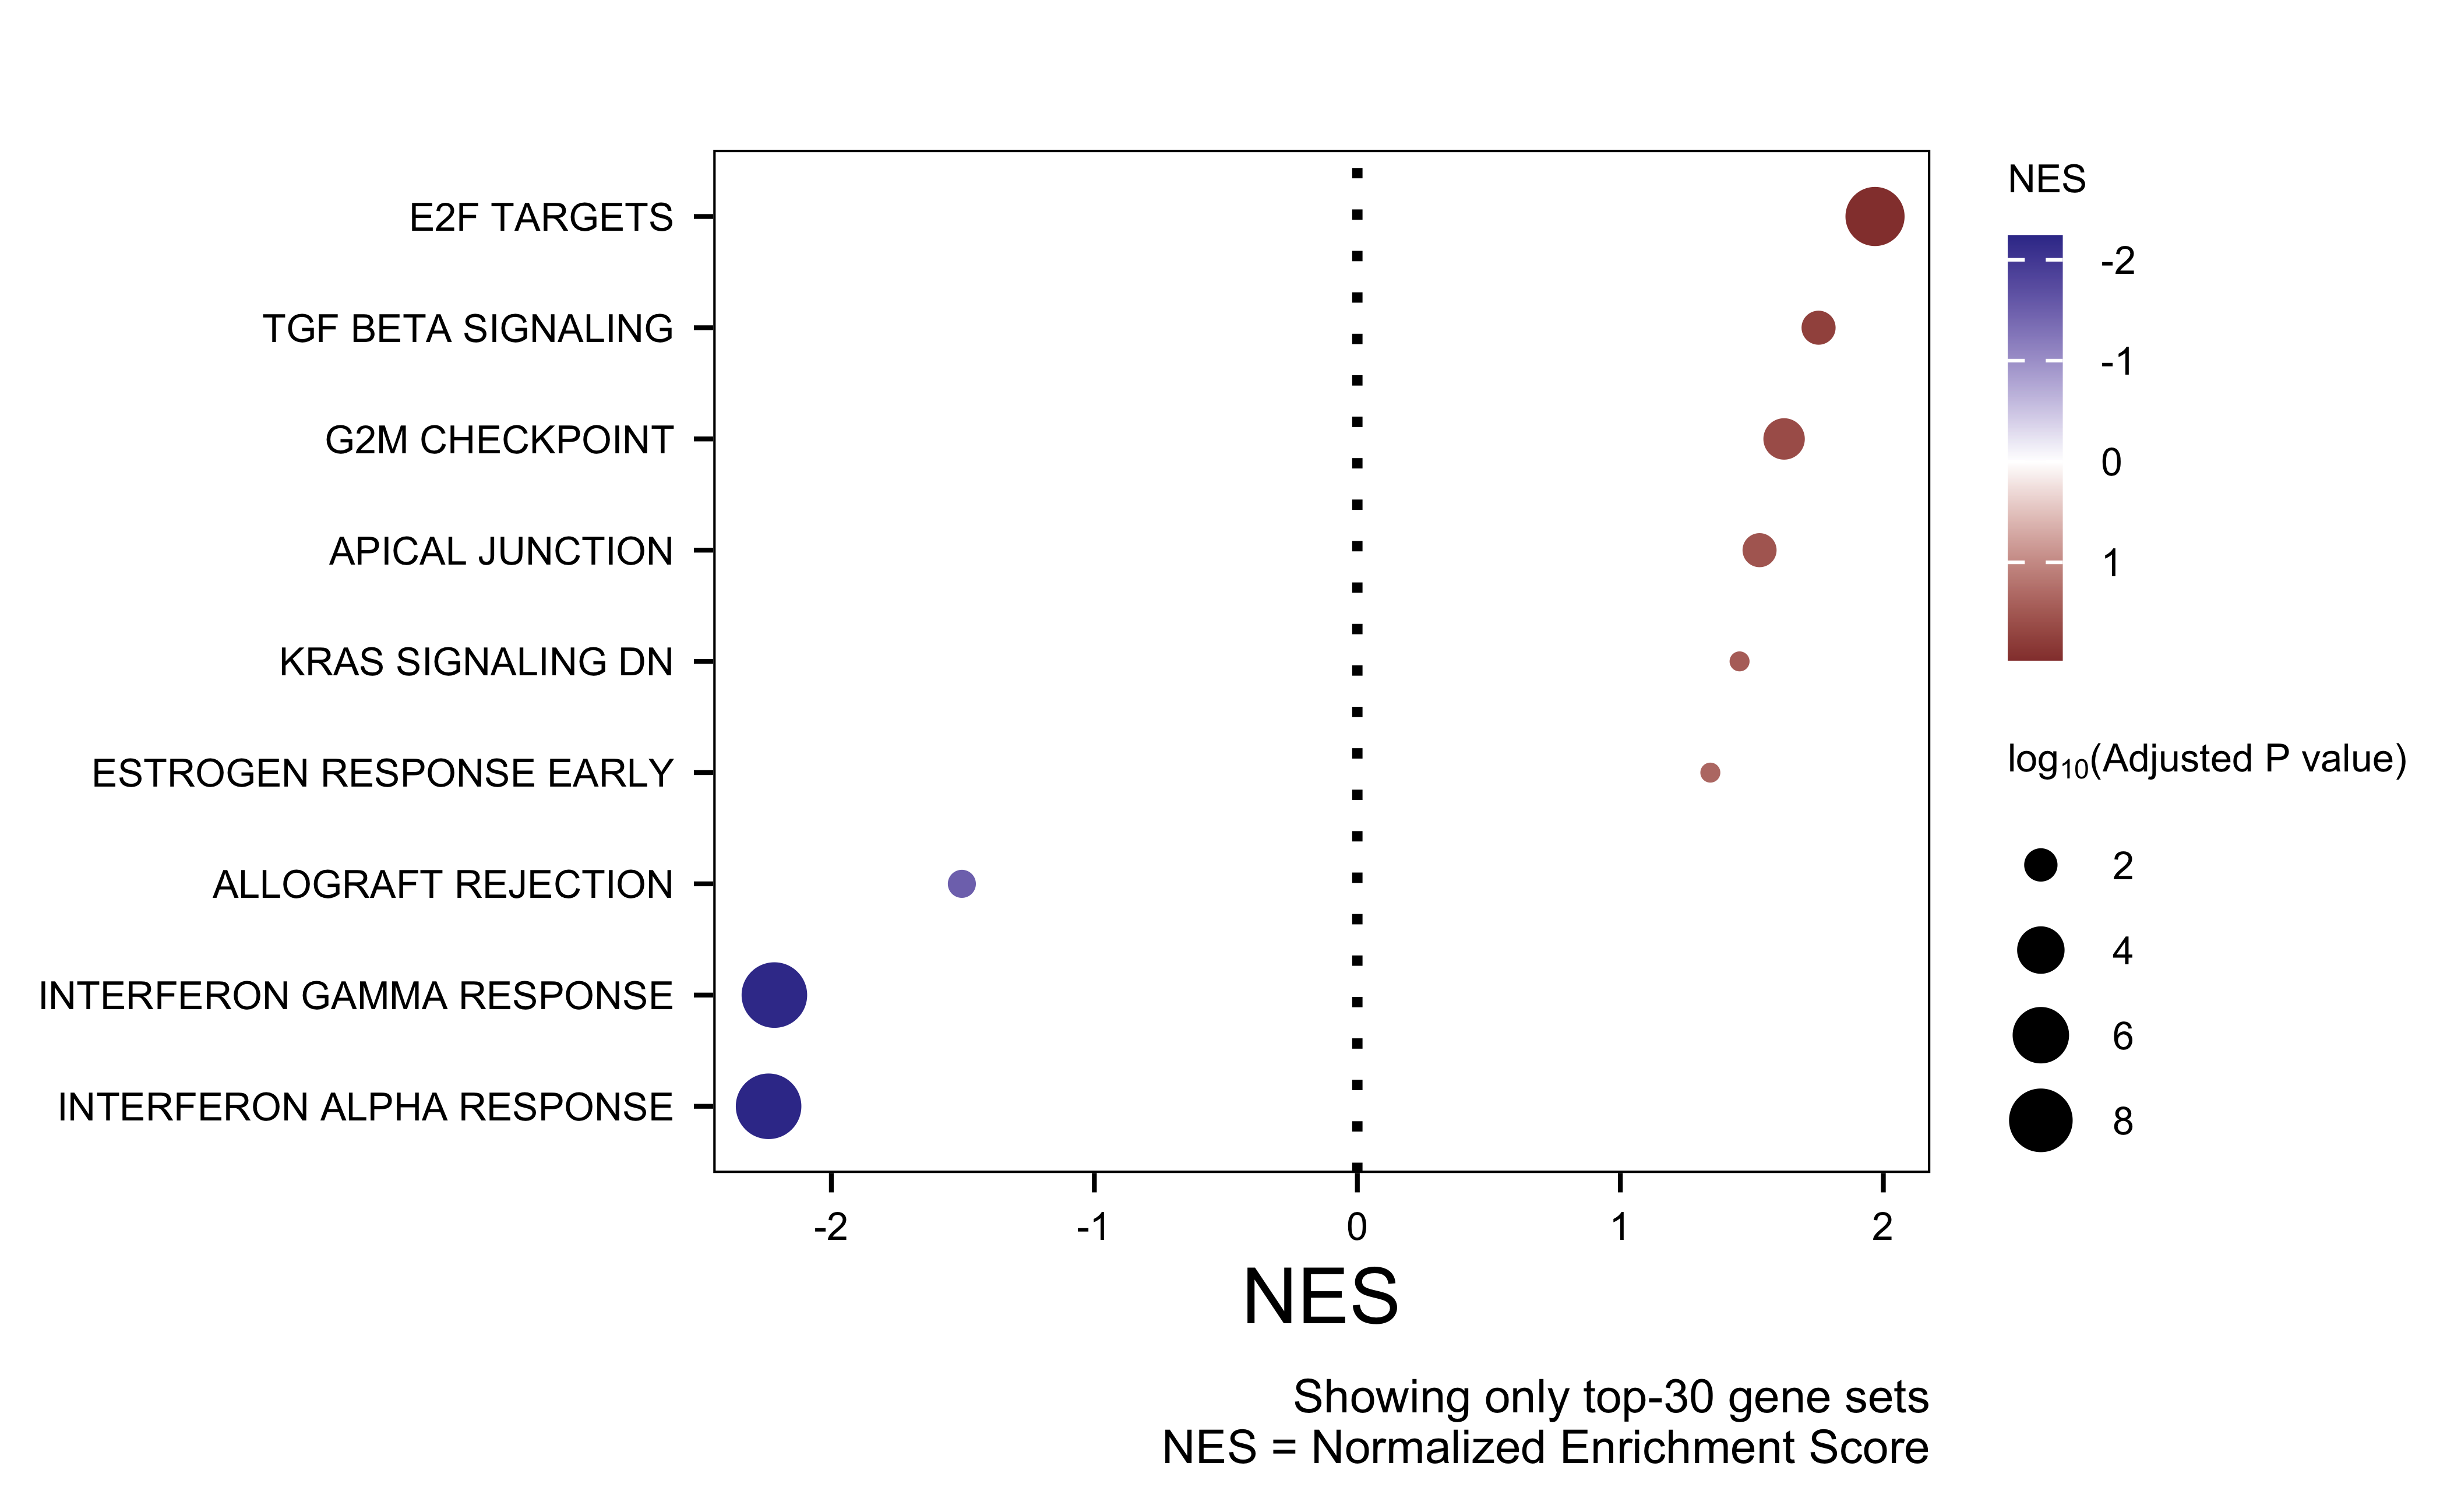 E2F TARGETS
TGF BETA SIGNALING
G2M CHECKPOINT
APICAL JUNCTION
KRAS SIGNALING DN
ESTROGEN RESPONSE EARLY
ALLOGRAFT REJECTION
INTERFERON GAMMA RESPONSE
INTERFERON ALPHA RESPONSE
-2 -1 0 1 2
NES
Showing only top-30 gene sets
NES = Normalized Enrichment Score
NES
-2
-1
0
1
log₁₀(Adjusted P value)
2
4
6
8